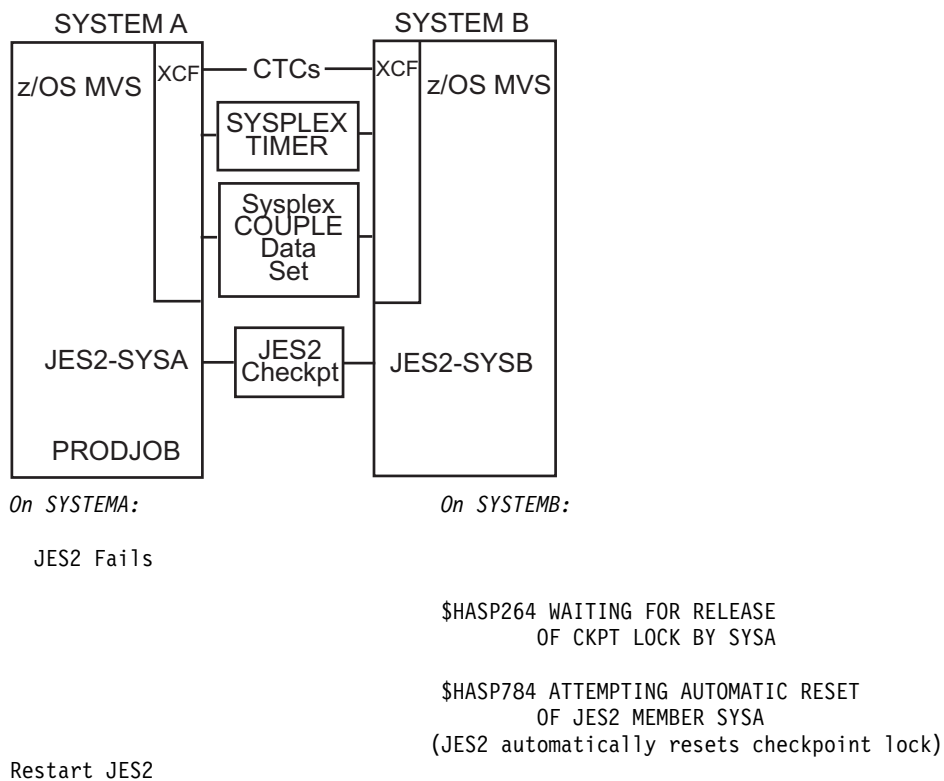 SYSTEM A SYSTEM B
XCF CTCs XCF
z/OS MVS z/OS MVS
SYSPLEX
TIMER
Sysplex
COUPLE
Data
Set
JES2-SYSA JES2 JES2-SYSB
Checkpt
PRODJOB
On SYSTEMA: On SYSTEMB:
JES2 Fails
$HASP264 WAITING FOR RELEASE
OF CKPT LOCK BY SYSA
$HASP784 ATTEMPTING AUTOMATIC RESET
OF JES2 MEMBER SYSA
(JES2 automatically resets checkpoint lock)
Restart JES2